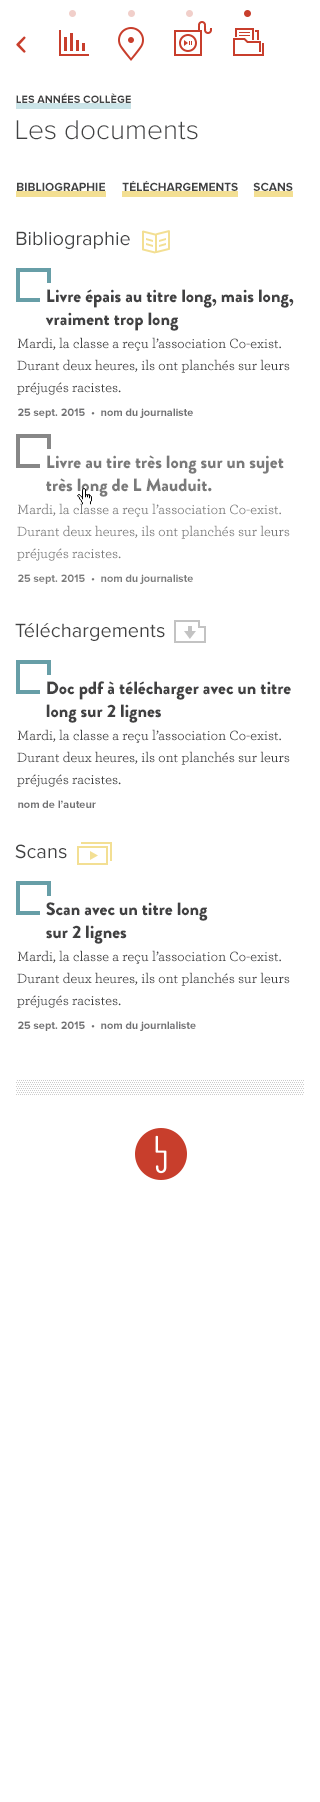 LES ANNÉES COLLÈGE
Les documents
BIBLIOGRAPHIE TÉLÉCHARGEMENTS SCANS
Bibliographie
Livre épais au titre long, mais long,
vraiment trop long
Mardi, la classe a reçu l’association Co-exist.
Durant deux heures, ils ont planchés sur leurs
préjugés racistes.
25 sept. 2015 • nom du journaliste
Livre au tire très long sur un sujet
très long de L Mauduit.
Mardi, la classe a reçu l’association Co-exist.
Durant deux heures, ils ont planchés sur leurs
préjugés racistes.
25 sept. 2015 • nom du journaliste
Téléchargements
Doc pdf à télécharger avec un titre
long sur 2 lignes
Mardi, la classe a reçu l’association Co-exist.
Durant deux heures, ils ont planchés sur leurs
préjugés racistes.
nom de l’auteur
Scans
Scan avec un titre long
sur 2 lignes
Mardi, la classe a reçu l’association Co-exist.
Durant deux heures, ils ont planchés sur leurs
préjugés racistes.
25 sept. 2015 • nom du journlaliste